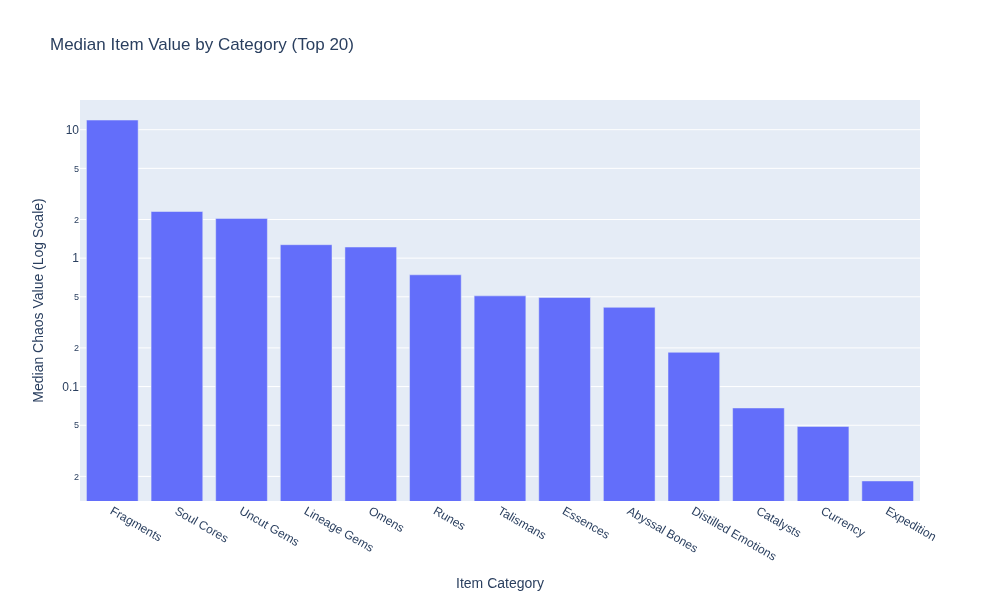 Median Item Value by Category (Top 20)
Median Chaos Value (Log Scale)
10
5
2
1
5
2
0.1
5
2
Fragments
Soul Cores
Uncut Gems
Lineage Gems
Omens
Runes
Talismans
Essences
Abyssal Bones
Distilled Emotions
Catalysts
Currency
Expedition
Item Category